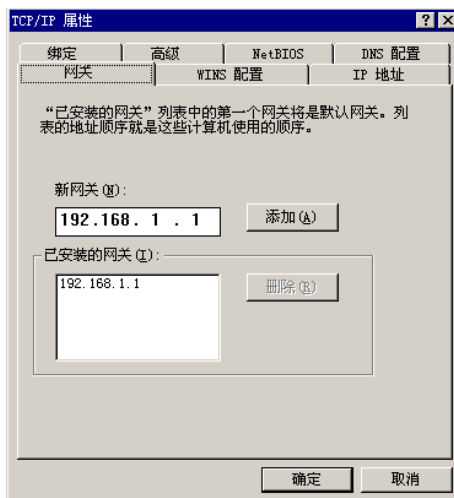 TCP/IP 属性
绑定 高级 NetBIOS DNS 配置
网关 WINS 配置 IP 地址
“已安装的网关”列表中的第一个网关将是默认网关。列
表的地址顺序就是这些计算机使用的顺序。
新网关(N):
192.168. 1 . 1 添加(A)
已安装的网关(I):
192.168.1.1 删除(R)
确定 取消